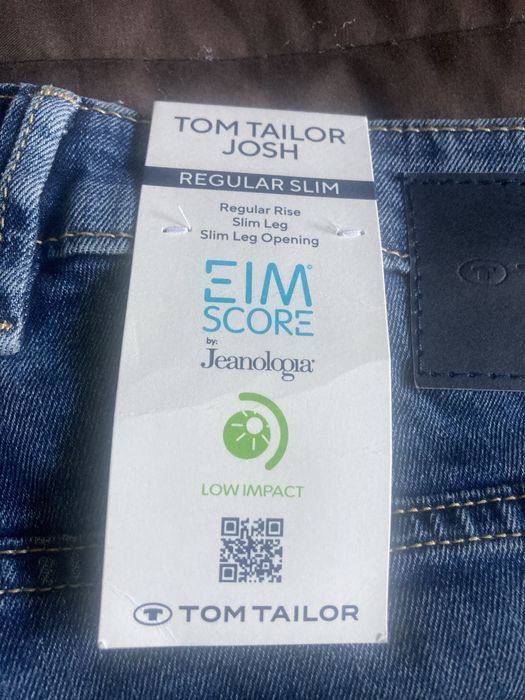 TOM TAILOR
JOSH
REGULAR SLIM
Regular Rise
Slim Leg
Slim Leg Opening
EIM
SCORE
by:
Jeanologia
LOW IMPACT
TOM TAILOR